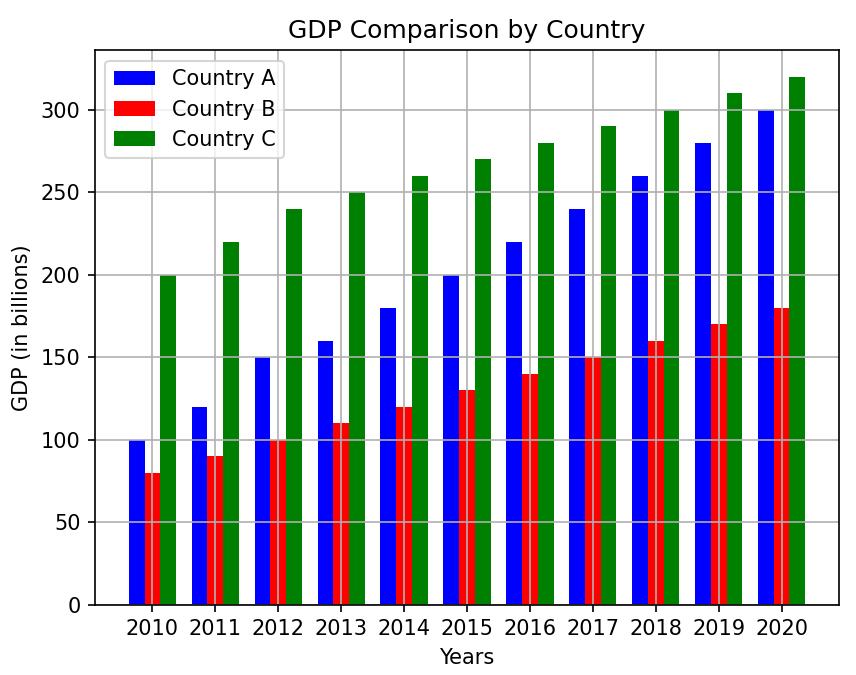 GDP Comparison by Country
Country A
Country B
Country C
GDP (in billions)
300
250
200
150
100
50
0
2010 2011 2012 2013 2014 2015 2016 2017 2018 2019 2020
Years